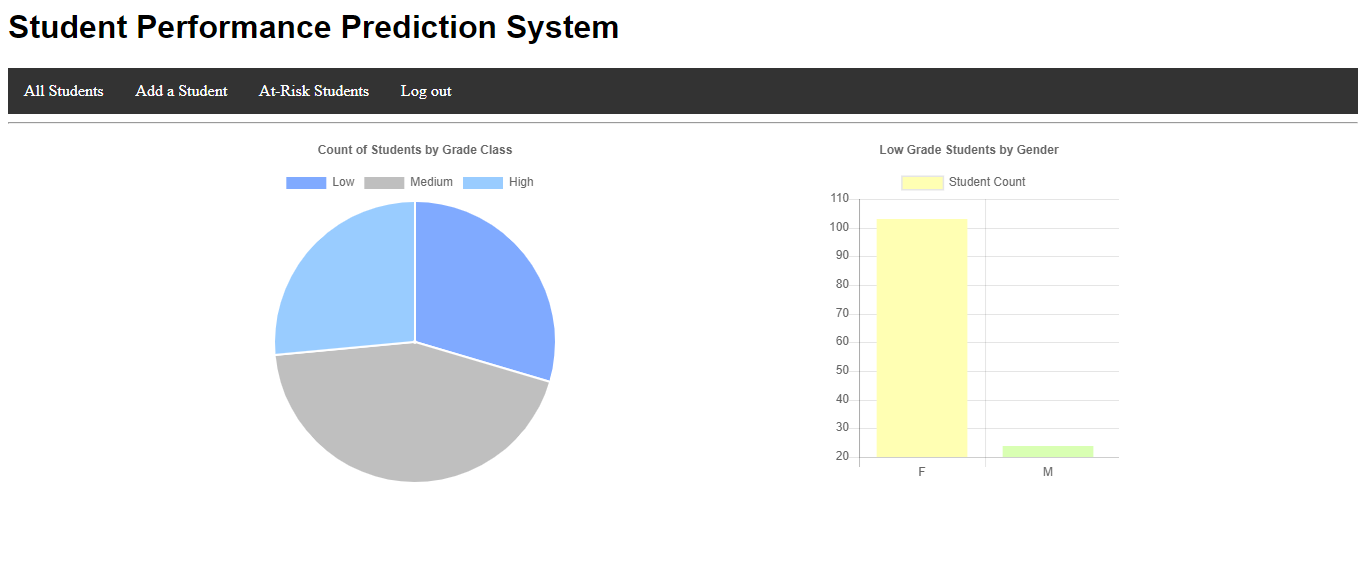 Student Performance Prediction System
All Students Add a Student At-Risk Students Log out
Count of Students by Grade Class
Low Medium High
Low Grade Students by Gender
Student Count
110
100
90
80
70
60
50
40
30
20
F M